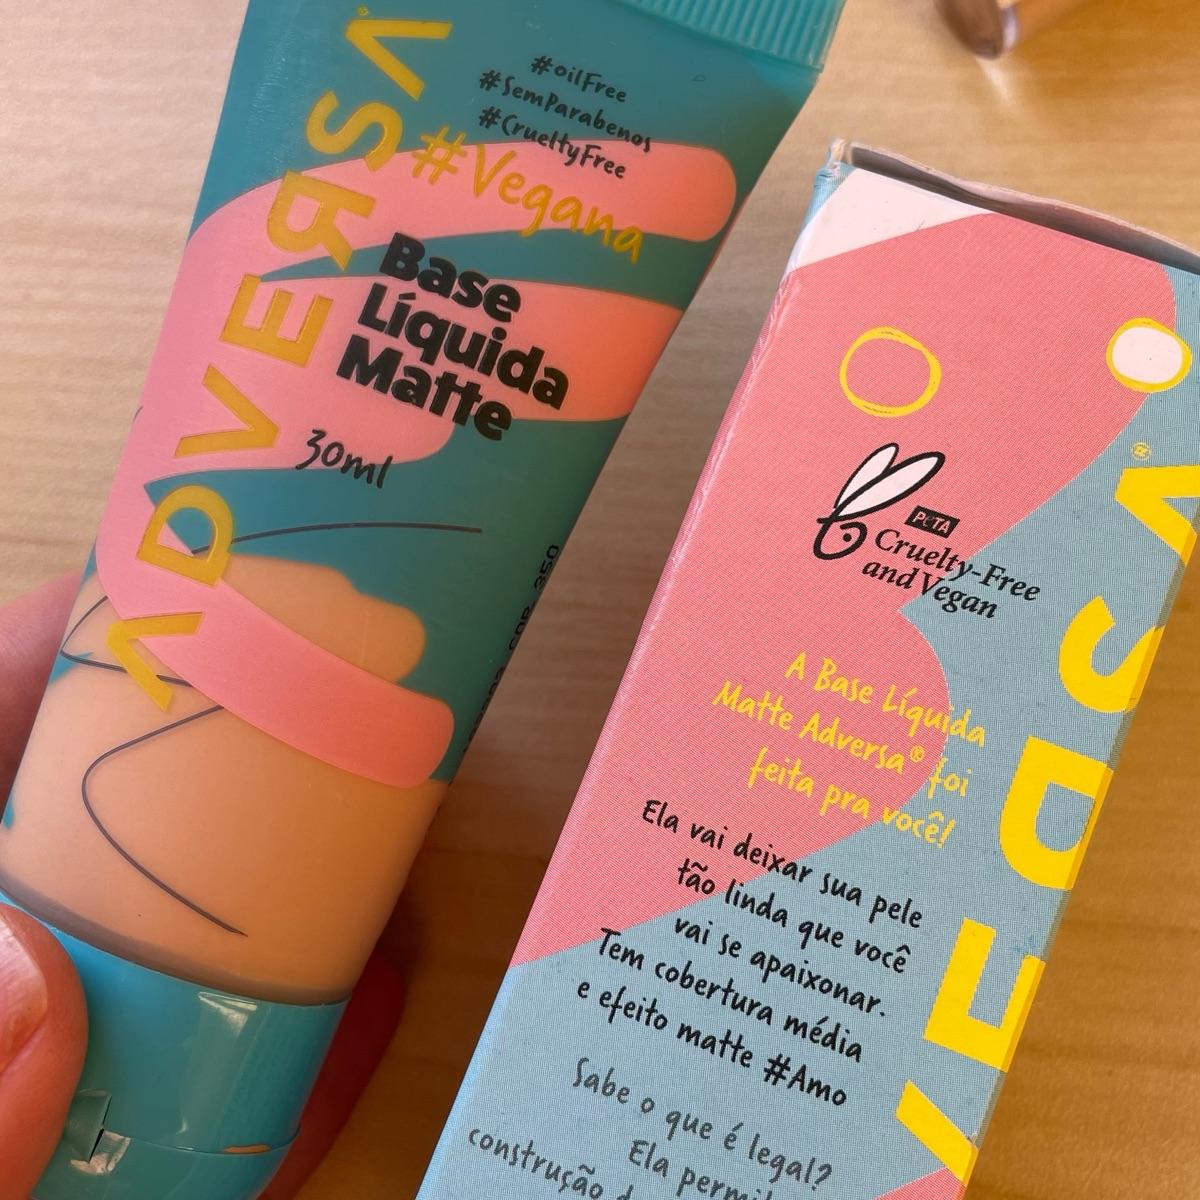 ADVERSA®
#oilFree
#SemParabenos
#CrueltyFree
#Vegana
Base
Líquida
Matte
30ml
PETA
Cruelty-Free
and Vegan
A Base Líquida
Matte Adversa® foi
feita pra você!
Ela vai deixar sua pele
tão linda que você
vai se apaixonar.
Tem cobertura média
e efeito matte #Amo
Sabe o que é legal?
Ela
construção
VERSA®